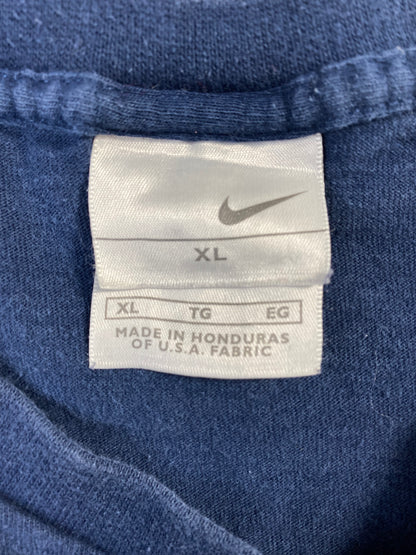 XL
XL TG EG
MADE IN HONDURAS
OF U.S.A. FABRIC